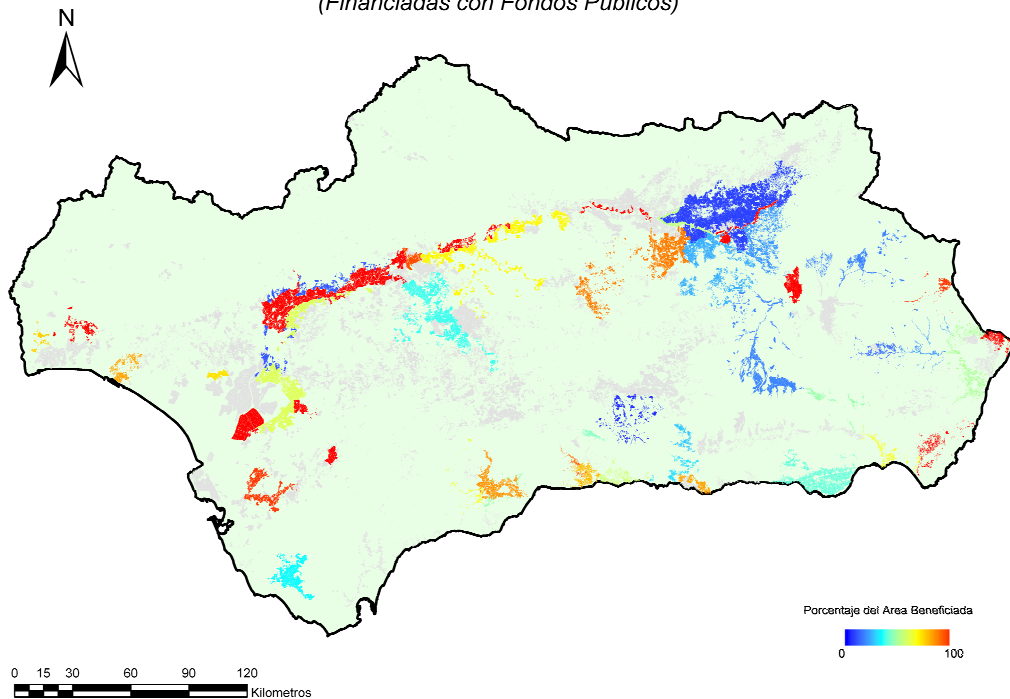 (Financiadas con Fondos Públicos)
N
Porcentaje del Area Beneficiada
0 100
0 15 30 60 90 120
Kilometros